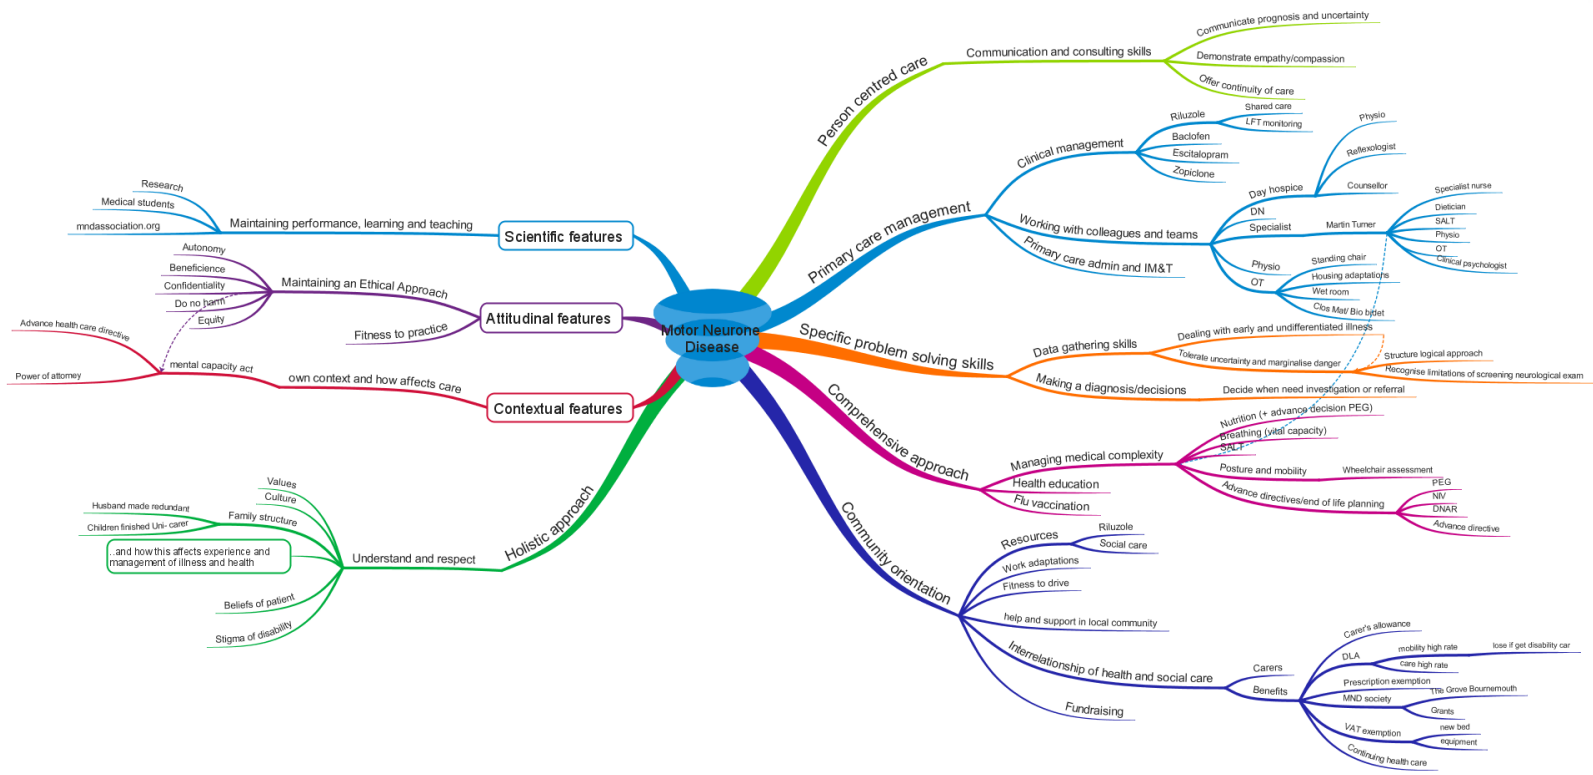 Motor Neurone
Disease
Person centred care
Communication and consulting skills
Communicate prognosis and uncertainty
Demonstrate empathy/compassion
Offer continuity of care
Primary care management
Clinical management
Riluzole
Shared care
LFT monitoring
Baclofen
Escitalopram
Zopiclone
Working with colleagues and teams
Day hospice
Physio
Reflexologist
Counsellor
DN
Specialist
Martin Turner
Specialist nurse
Dietician
SALT
Physio
OT
Clinical psychologist
Physio
OT
Standing chair
Housing adaptations
Wet room
Clos Mat/ Bio bidet
Primary care admin and IM&T
Specific problem solving skills
Data gathering skills
Dealing with early and undifferentiated illness
Tolerate uncertainty and marginalise danger
Structure logical approach
Recognise limitations of screening neurological exam
Making a diagnosis/decisions
Decide when need investigation or referral
Comprehensive approach
Managing medical complexity
Nutrition (+ advance decision PEG)
Breathing (vital capacity)
SALT
Posture and mobility
Wheelchair assessment
Advance directives/end of life planning
PEG
NIV
DNAR
Advance directive
Health education
Flu vaccination
Community orientation
Resources
Riluzole
Social care
Work adaptations
Fitness to drive
help and support in local community
Interrelationship of health and social care
Carers
Benefits
Carer's allowance
DLA
mobility high rate
lose if get disability car
care high rate
Prescription exemption
MND society
The Grove Bournemouth
Grants
VAT exemption
new bed
equipment
Continuing health care
Fundraising
Scientific features
Maintaining performance, learning and teaching
Research
Medical students
mndassociation.org
Attitudinal features
Maintaining an Ethical Approach
Autonomy
Beneficience
Confidentiality
Do no harm
Equity
Fitness to practice
Contextual features
own context and how affects care
mental capacity act
Advance health care directive
Power of attorney
Holistic approach
Understand and respect
Values
Culture
Family structure
Husband made redundant
Children finished Uni- carer
...and how this affects experience and
management of illness and health
Beliefs of patient
Stigma of disability